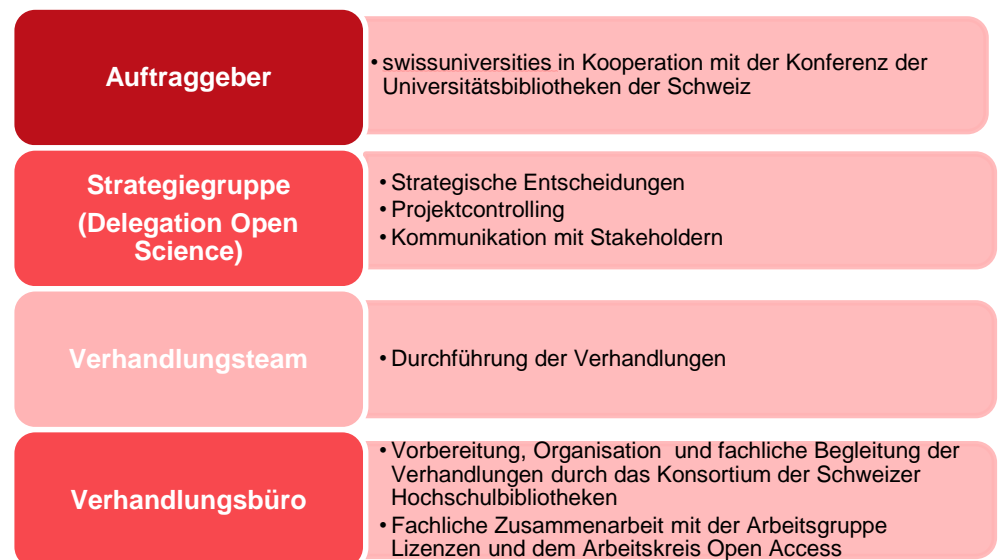 Auftraggeber
• swissuniversities in Kooperation mit der Konferenz der
Universitätsbibliotheken der Schweiz
Strategiegruppe
(Delegation Open
Science)
• Strategische Entscheidungen
• Projektcontrolling
• Kommunikation mit Stakeholdern
Verhandlungsteam
• Durchführung der Verhandlungen
Verhandlungsbüro
• Vorbereitung, Organisation  und fachliche Begleitung der
Verhandlungen durch das Konsortium der Schweizer
Hochschulbibliotheken
• Fachliche Zusammenarbeit mit der Arbeitsgruppe
Lizenzen und dem Arbeitskreis Open Access